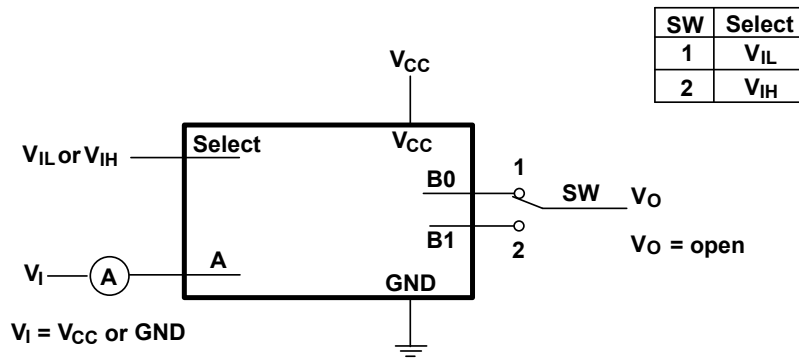 SW Select
1 VIL
2 VIH
VCC
VIL or VIH
Select
VCC
B0
1
SW
VO
B1
2
VO = open
VI
A
A
GND
VI = VCC or GND